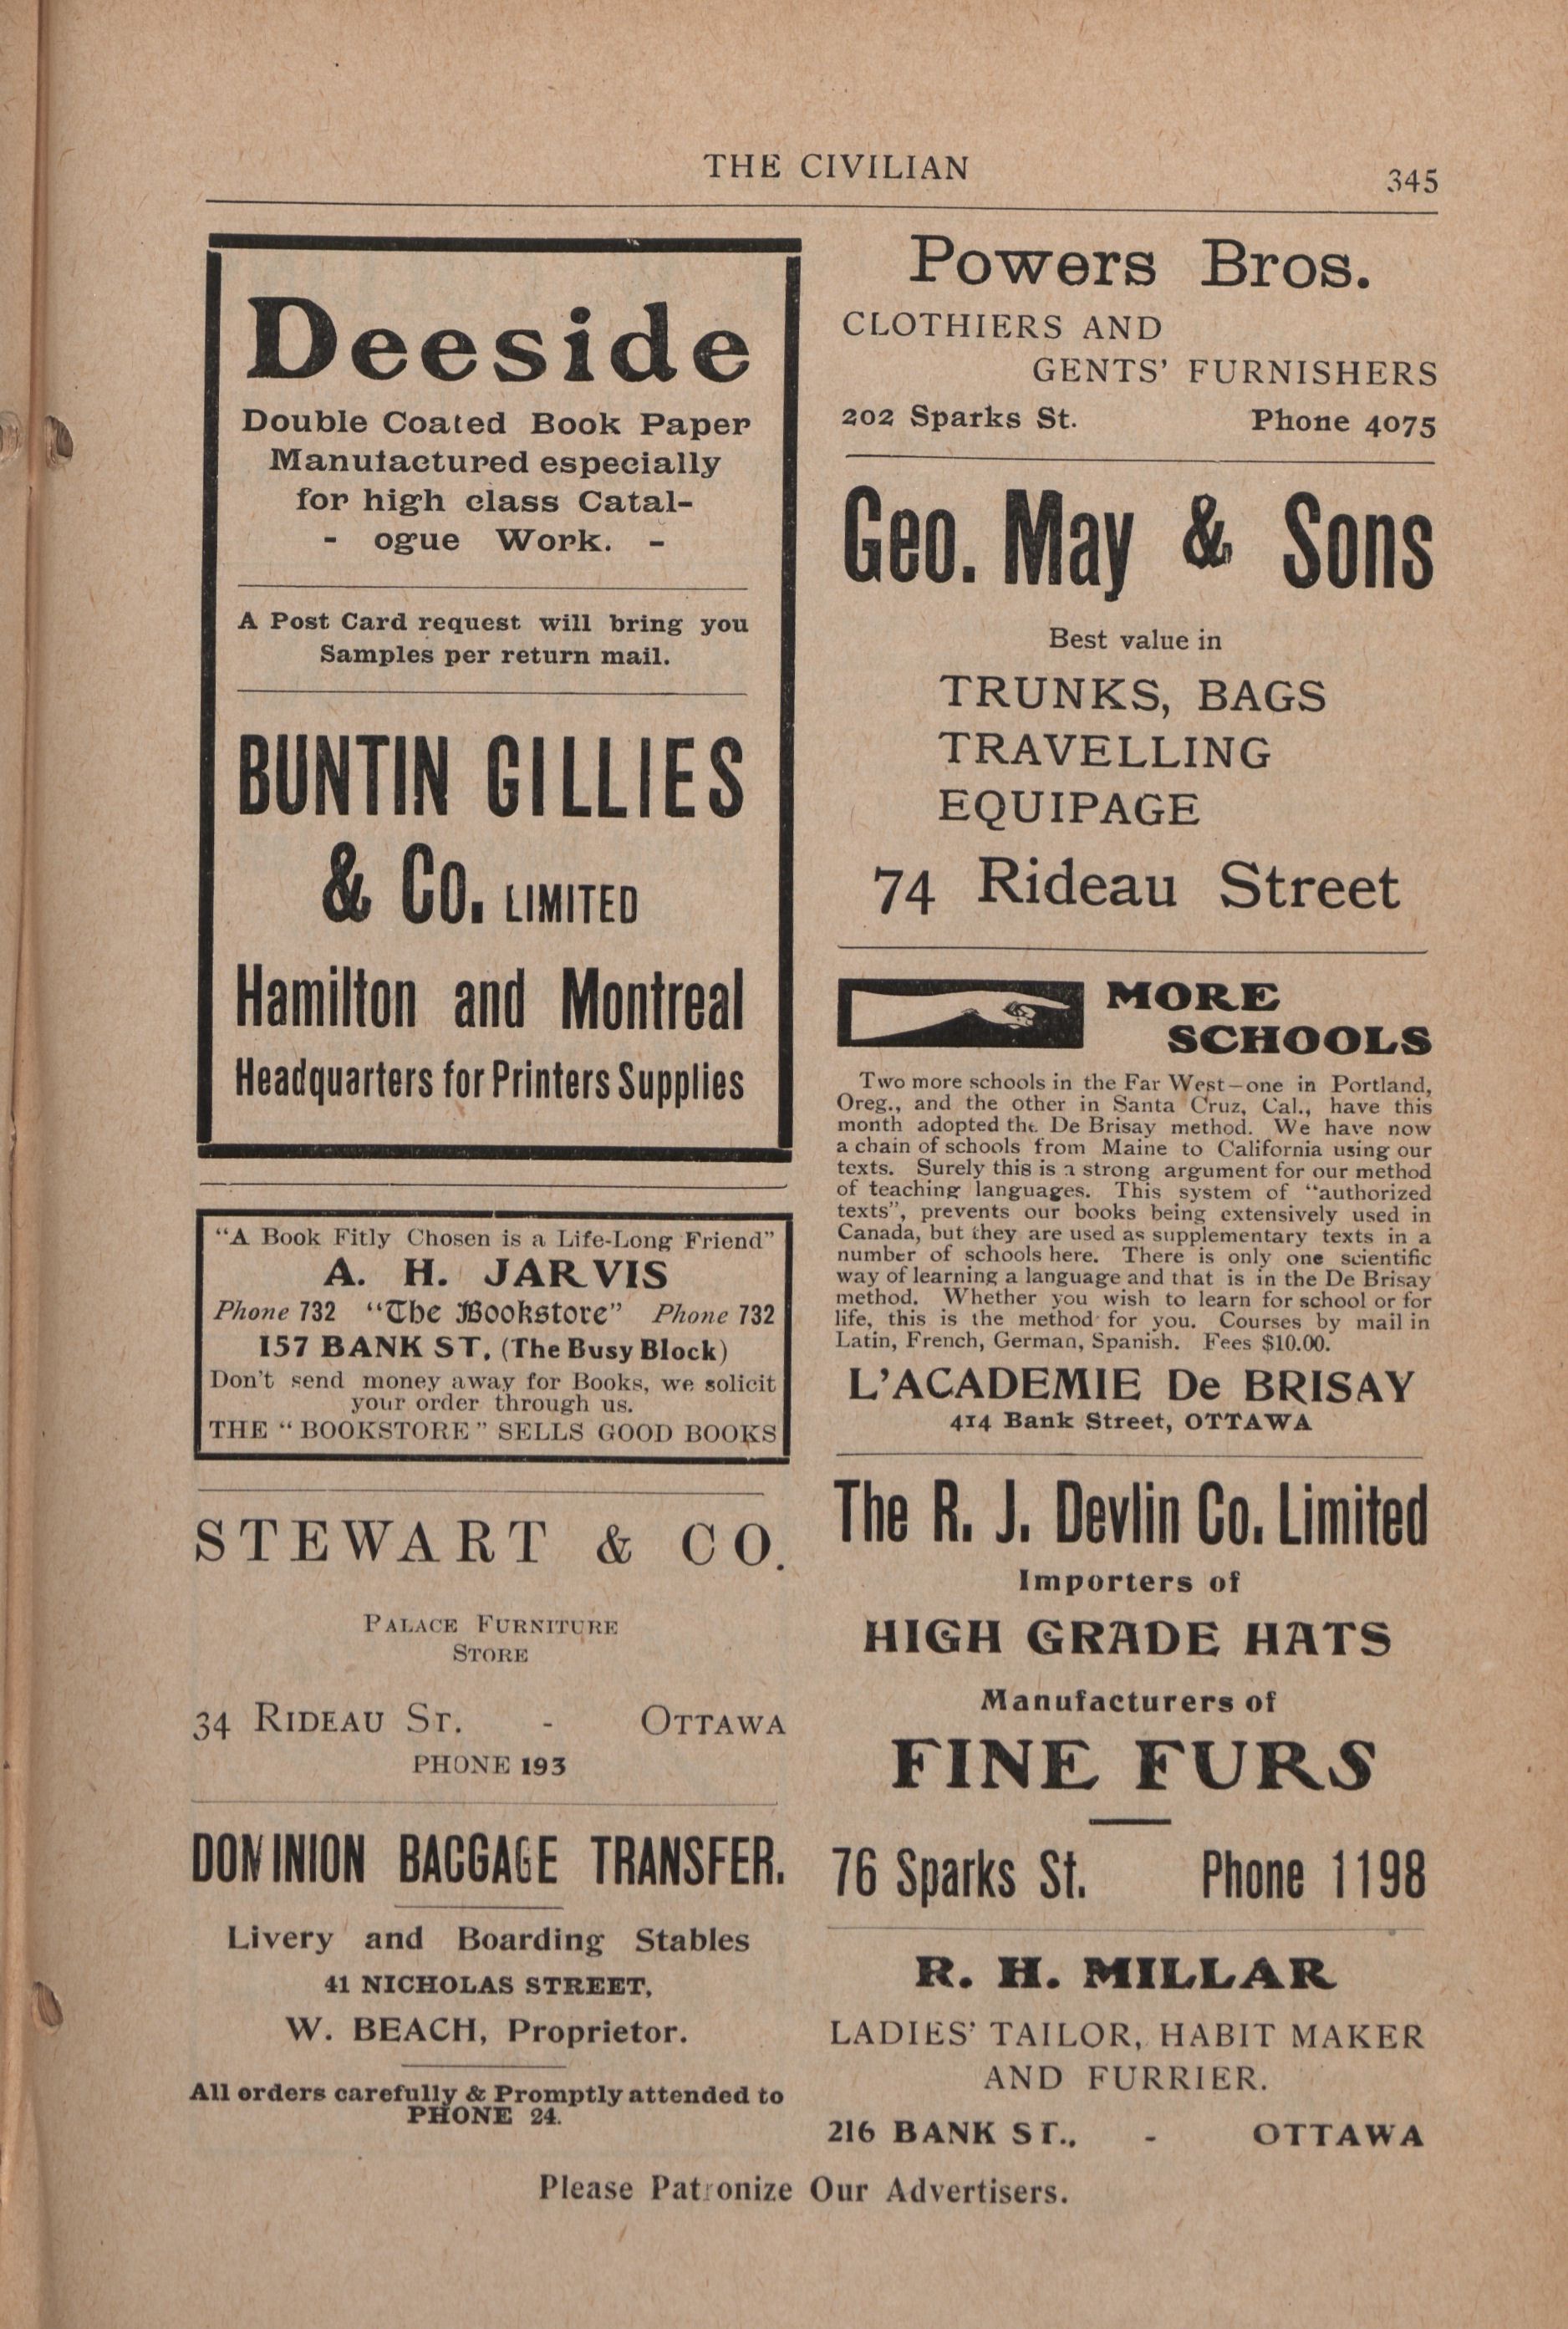 THE CIVILIAN
345
Deeside
Double Coated Book Paper
Manufactured especially
for high class Catal-
- ogue Work. -
A Post Card request will bring you
Samples per return mail.
BUNTIN GILLIES
& CO. LIMITED
Hamilton and Montreal
Headquarters for Printers Supplies
"A Book Fitly Chosen is a Life-Long Friend"
A. H. JARVIS
Phone 732 "The Bookstore" Phone 732
157 BANK ST. (The Busy Block)
Don't send money away for Books, we solicit
your order through us.
THE "BOOKSTORE" SELLS GOOD BOOKS
STEWART & CO.
PALACE FURNITURE
STORE
34 RIDEAU ST. - OTTAWA
PHONE 193
DOMINION BAGGAGE TRANSFER.
Livery and Boarding Stables
41 NICHOLAS STREET,
W. BEACH, Proprietor.
All orders carefully & Promptly attended to
PHONE 24.
Powers Bros.
CLOTHIERS AND
GENTS' FURNISHERS
202 Sparks St. Phone 4075
Geo. May & Sons
Best value in
TRUNKS, BAGS
TRAVELLING
EQUIPAGE
74 Rideau Street
MORE
SCHOOLS
Two more schools in the Far West—one in Portland,
Oreg., and the other in Santa Cruz, Cal., have this
month adopted the De Brisay method. We have now
a chain of schools from Maine to California using our
texts. Surely this is a strong argument for our method
of teaching languages. This system of "authorized
texts", prevents our books being extensively used in
Canada, but they are used as supplementary texts in a
number of schools here. There is only one scientific
way of learning a language and that is in the De Brisay
method. Whether you wish to learn for school or for
life, this is the method for you. Courses by mail in
Latin, French, German, Spanish. Fees $10.00.
L'ACADEMIE De BRISAY
414 Bank Street, OTTAWA
The R. J. Devlin Co. Limited
Importers of
HIGH GRADE HATS
Manufacturers of
FINE FURS
76 Sparks St. Phone 1198
R. H. MILLAR
LADIES' TAILOR, HABIT MAKER
AND FURRIER.
216 BANK ST., - OTTAWA
Please Patronize Our Advertisers.